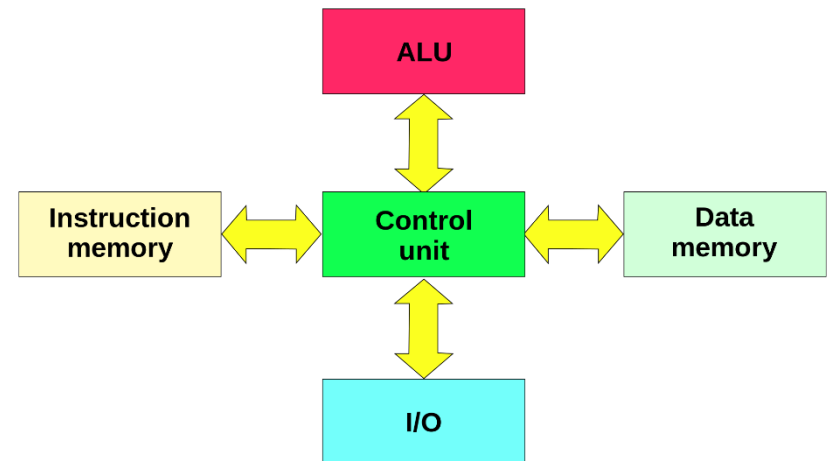 ALU
Instruction
memory
Control
unit
Data
memory
I/O